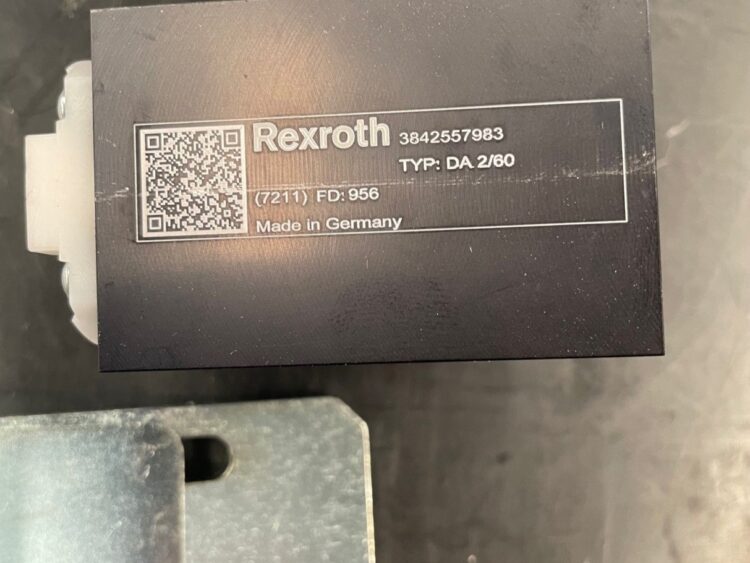 Rexroth 3842557983
TYP: DA 2/60
(7211) FD: 956
Made in Germany